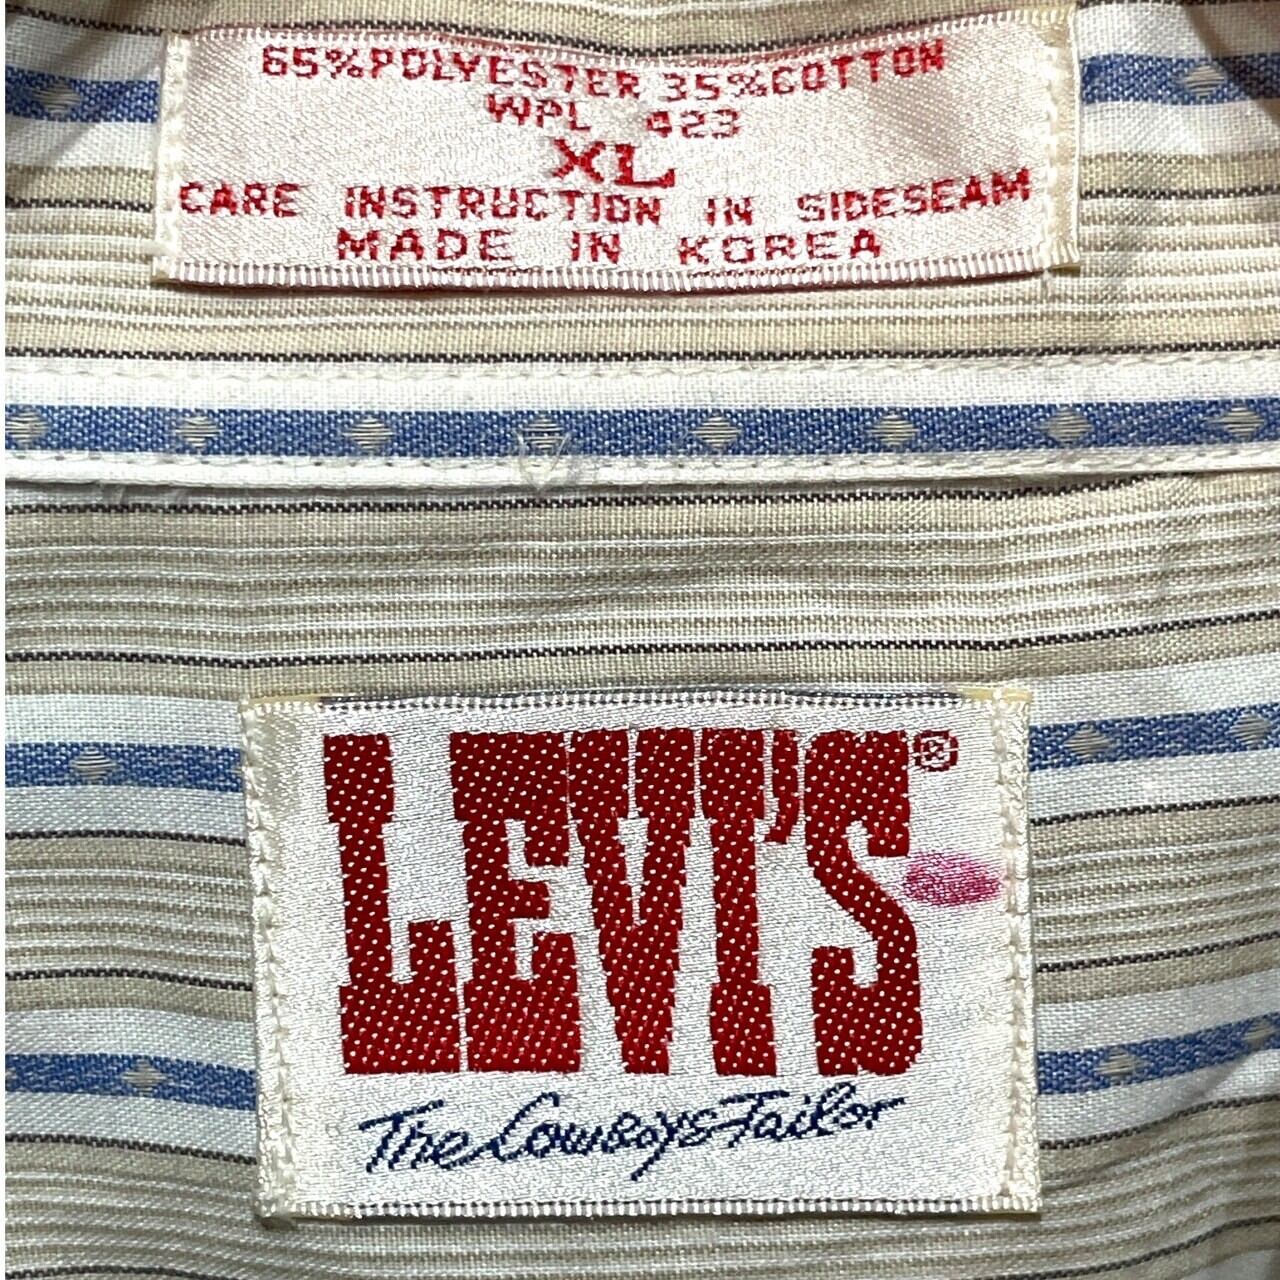 65%POLYESTER 35%COTTON
WPL 423
XL
CARE INSTRUCTION IN SIDESEAM
MADE IN KOREA
LEVI'S®
The Cowboys Tailor